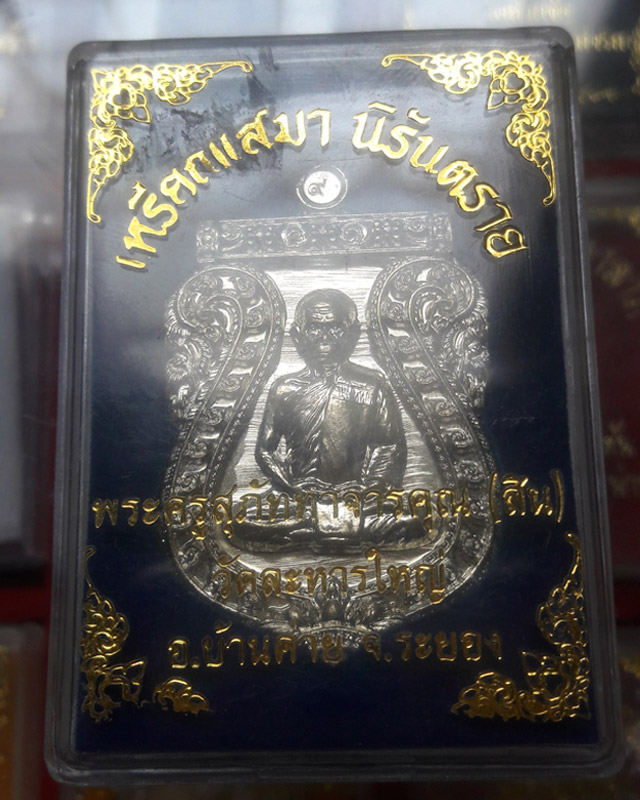 เหรียญเสมา นิรันตราย
๙
พระครูสุภัททาจารคุณ (สิน)
วัดละหารใหญ่
อ.บ้านค่าย จ.ระยอง